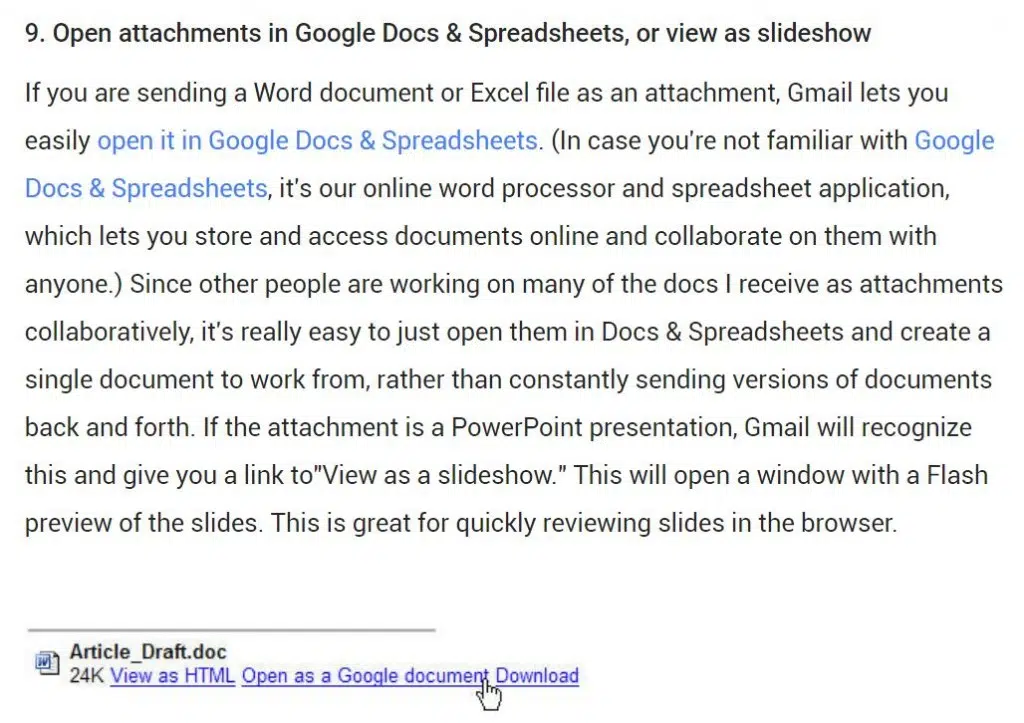 9. Open attachments in Google Docs & Spreadsheets, or view as slideshow
If you are sending a Word document or Excel file as an attachment, Gmail lets you
easily open it in Google Docs & Spreadsheets. (In case you're not familiar with Google
Docs & Spreadsheets, it's our online word processor and spreadsheet application,
which lets you store and access documents online and collaborate on them with
anyone.) Since other people are working on many of the docs I receive as attachments
collaboratively, it's really easy to just open them in Docs & Spreadsheets and create a
single document to work from, rather than constantly sending versions of documents
back and forth. If the attachment is a PowerPoint presentation, Gmail will recognize
this and give you a link to"View as a slideshow." This will open a window with a Flash
preview of the slides. This is great for quickly reviewing slides in the browser.
Article_Draft.doc
24K View as HTML Open as a Google document Download